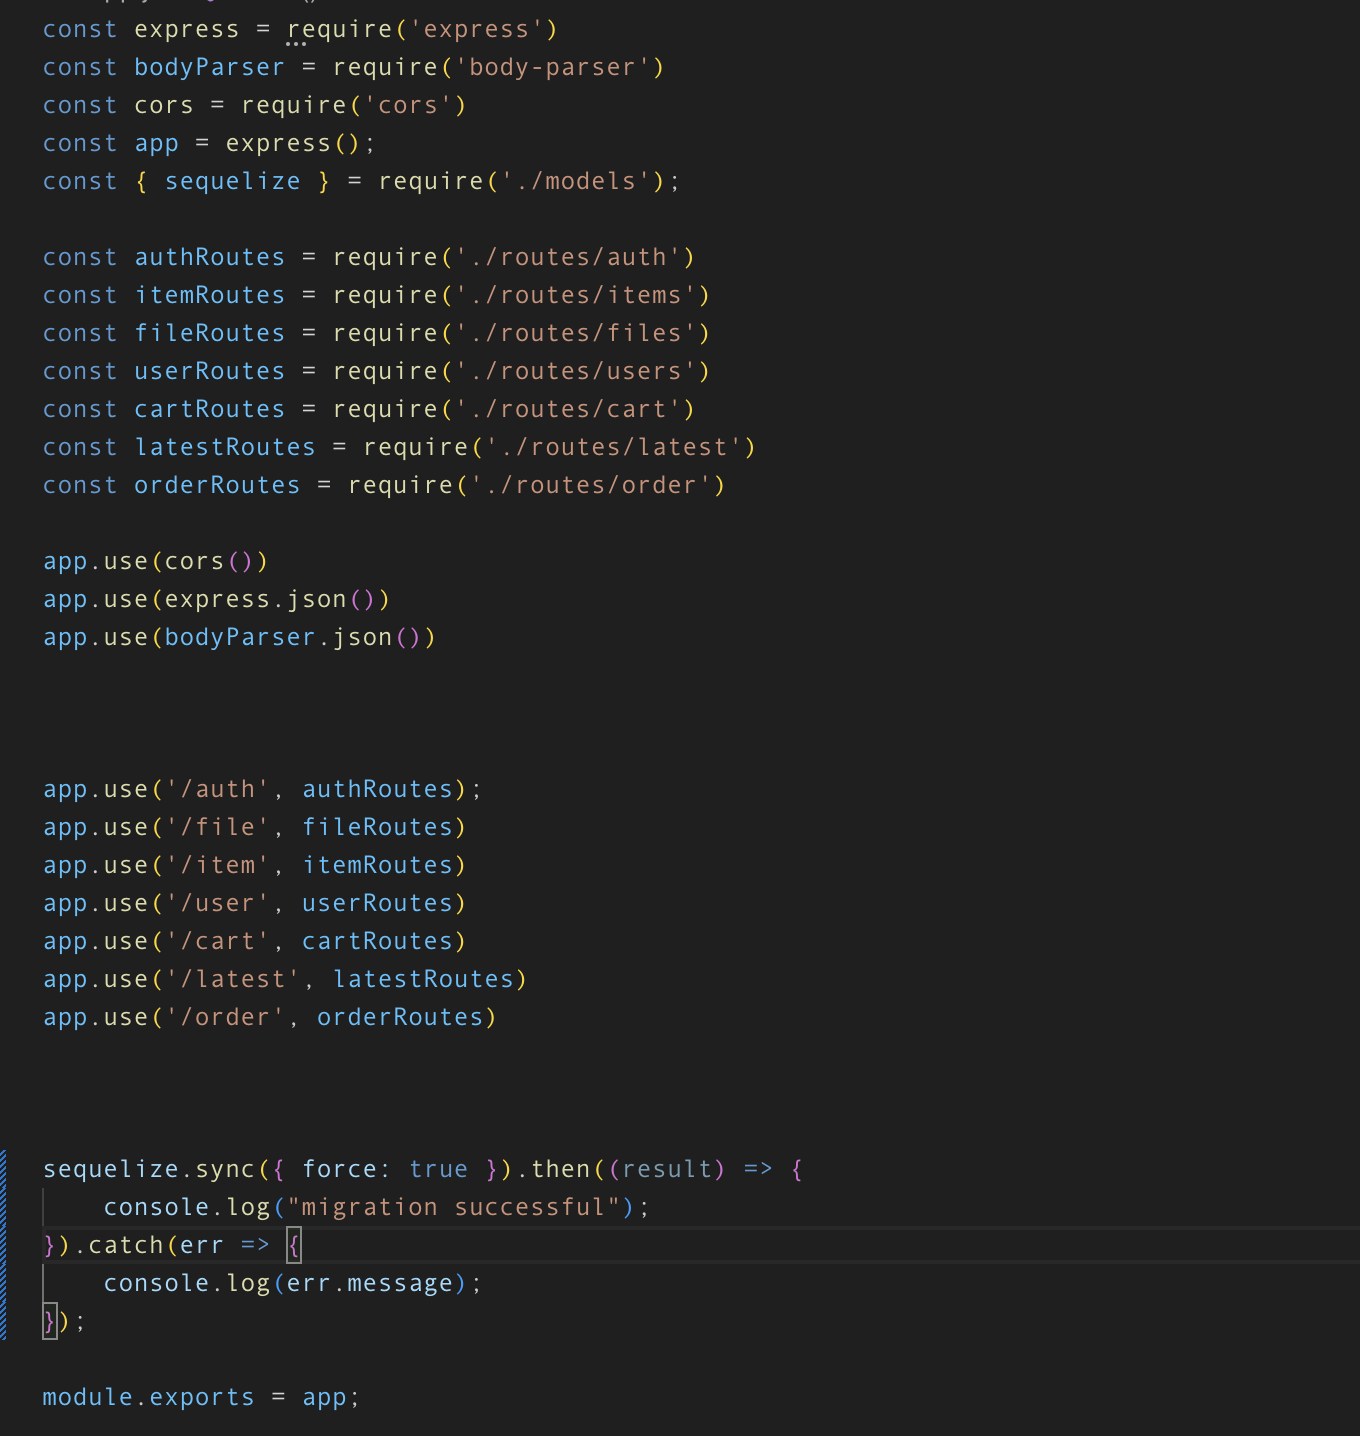 const express = require('express')
const bodyParser = require('body-parser')
const cors = require('cors')
const app = express();
const { sequelize } = require('./models');

const authRoutes = require('./routes/auth')
const itemRoutes = require('./routes/items')
const fileRoutes = require('./routes/files')
const userRoutes = require('./routes/users')
const cartRoutes = require('./routes/cart')
const latestRoutes = require('./routes/latest')
const orderRoutes = require('./routes/order')

app.use(cors())
app.use(express.json())
app.use(bodyParser.json())

app.use('/auth', authRoutes);
app.use('/file', fileRoutes)
app.use('/item', itemRoutes)
app.use('/user', userRoutes)
app.use('/cart', cartRoutes)
app.use('/latest', latestRoutes)
app.use('/order', orderRoutes)

sequelize.sync({ force: true }).then((result) => {
    console.log("migration successful");
}).catch(err => {
    console.log(err.message);
});

module.exports = app;